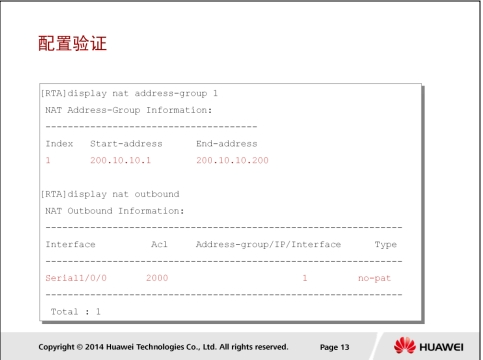 配置验证
[RTA]display nat address-group 1
NAT Address-Group Information:
--------------------------------------
Index Start-address End-address
1 200.10.10.1 200.10.10.200
[RTA]display nat outbound
NAT Outbound Information:
----------------------------------------------------------------
Interface Acl Address-group/IP/Interface Type
----------------------------------------------------------------
Serial1/0/0 2000 1 no-pat
----------------------------------------------------------------
Total : 1
Copyright © 2014 Huawei Technologies Co., Ltd. All rights reserved. Page 13 HUAWEI